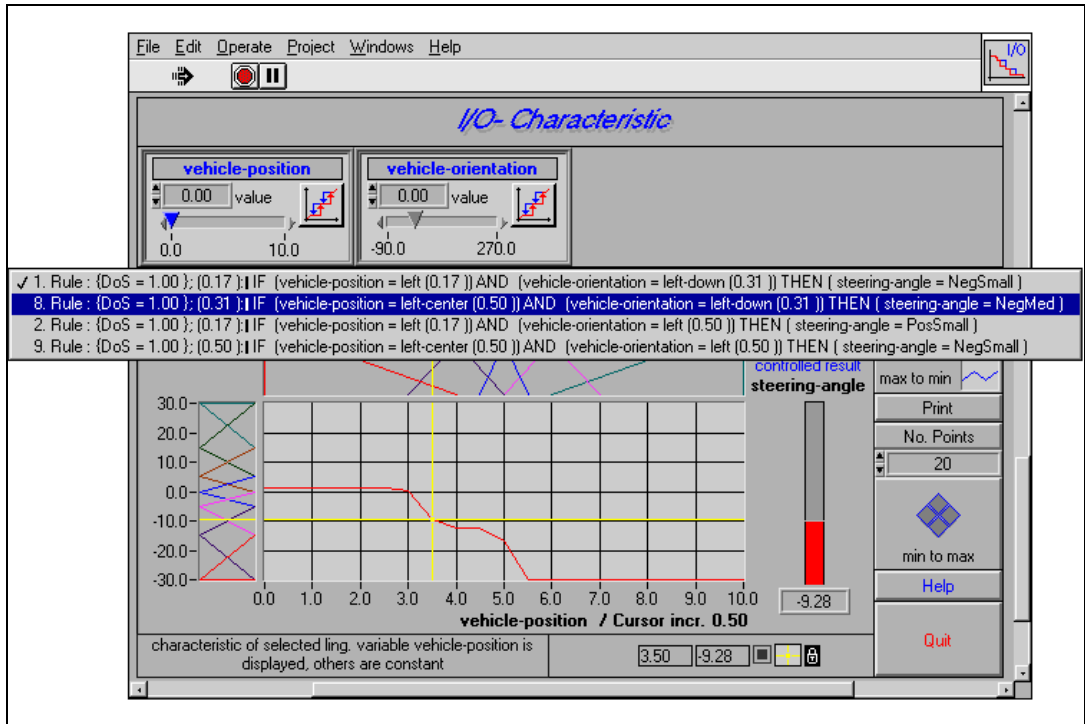 File Edit Operate Project Windows Help
I/O
I/O- Characteristic
vehicle-position
0.00 value
0.0 10.0
vehicle-orientation
0.00 value
-90.0 270.0
✓ 1. Rule : {DoS = 1.00 }; (0.17 ):IF (vehicle-position = left (0.17 )) AND (vehicle-orientation = left-down (0.31 )) THEN ( steering-angle = NegSmall )
8. Rule : {DoS = 1.00 }; (0.31 ):IF (vehicle-position = left-center (0.50 )) AND (vehicle-orientation = left-down (0.31 )) THEN ( steering-angle = NegMed )
2. Rule : {DoS = 1.00 }; (0.17 ):IF (vehicle-position = left (0.17 )) AND (vehicle-orientation = left (0.50 )) THEN ( steering-angle = PosSmall )
9. Rule : {DoS = 1.00 }; (0.50 ):IF (vehicle-position = left-center (0.50 )) AND (vehicle-orientation = left (0.50 )) THEN ( steering-angle = NegSmall )
controlled result
steering-angle
max to min
Print
No. Points
20
min to max
Help
Quit
30.0
20.0
10.0
0.0
-10.0
-20.0
-30.0
0.0 1.0 2.0 3.0 4.0 5.0 6.0 7.0 8.0 9.0 10.0
-9.28
vehicle-position / Cursor incr. 0.50
characteristic of selected ling. variable vehicle-position is
displayed, others are constant
3.50 -9.28